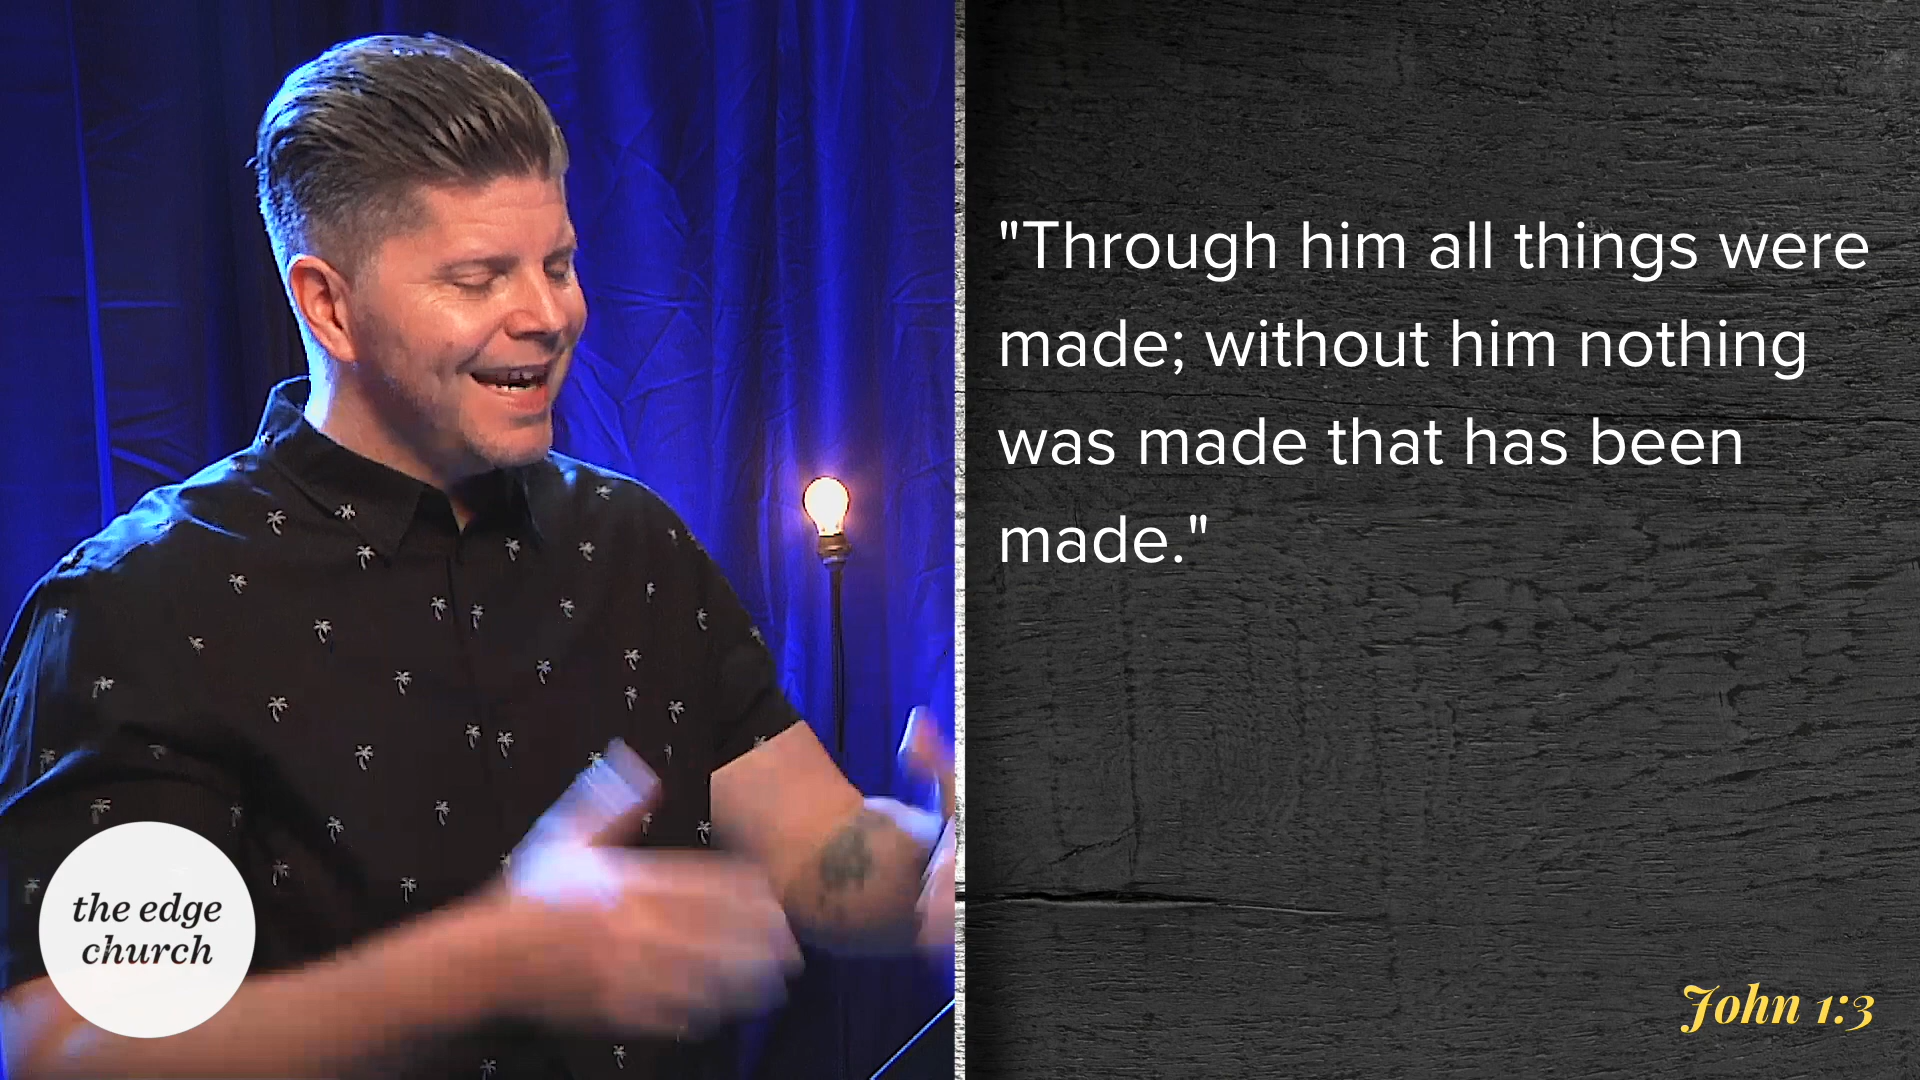 "Through him all things were
made; without him nothing
was made that has been
made."
the edge
church
John 1:3